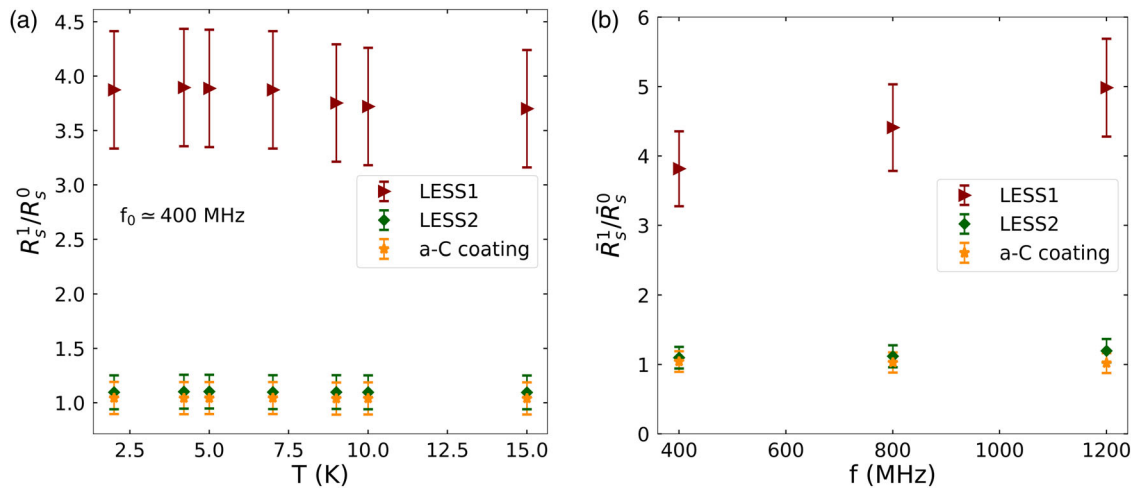 (a)
4.5
4.0
3.5
3.0
2.5
2.0
1.5
1.0
R_s^1/R_s^0
f₀ ≃ 400 MHz
LESS1
LESS2
a-C coating
2.5 5.0 7.5 10.0 12.5 15.0
T (K)
(b)
6
5
4
3
2
1
0
R̄_s^1/R̄_s^0
LESS1
LESS2
a-C coating
400 600 800 1000 1200
f (MHz)